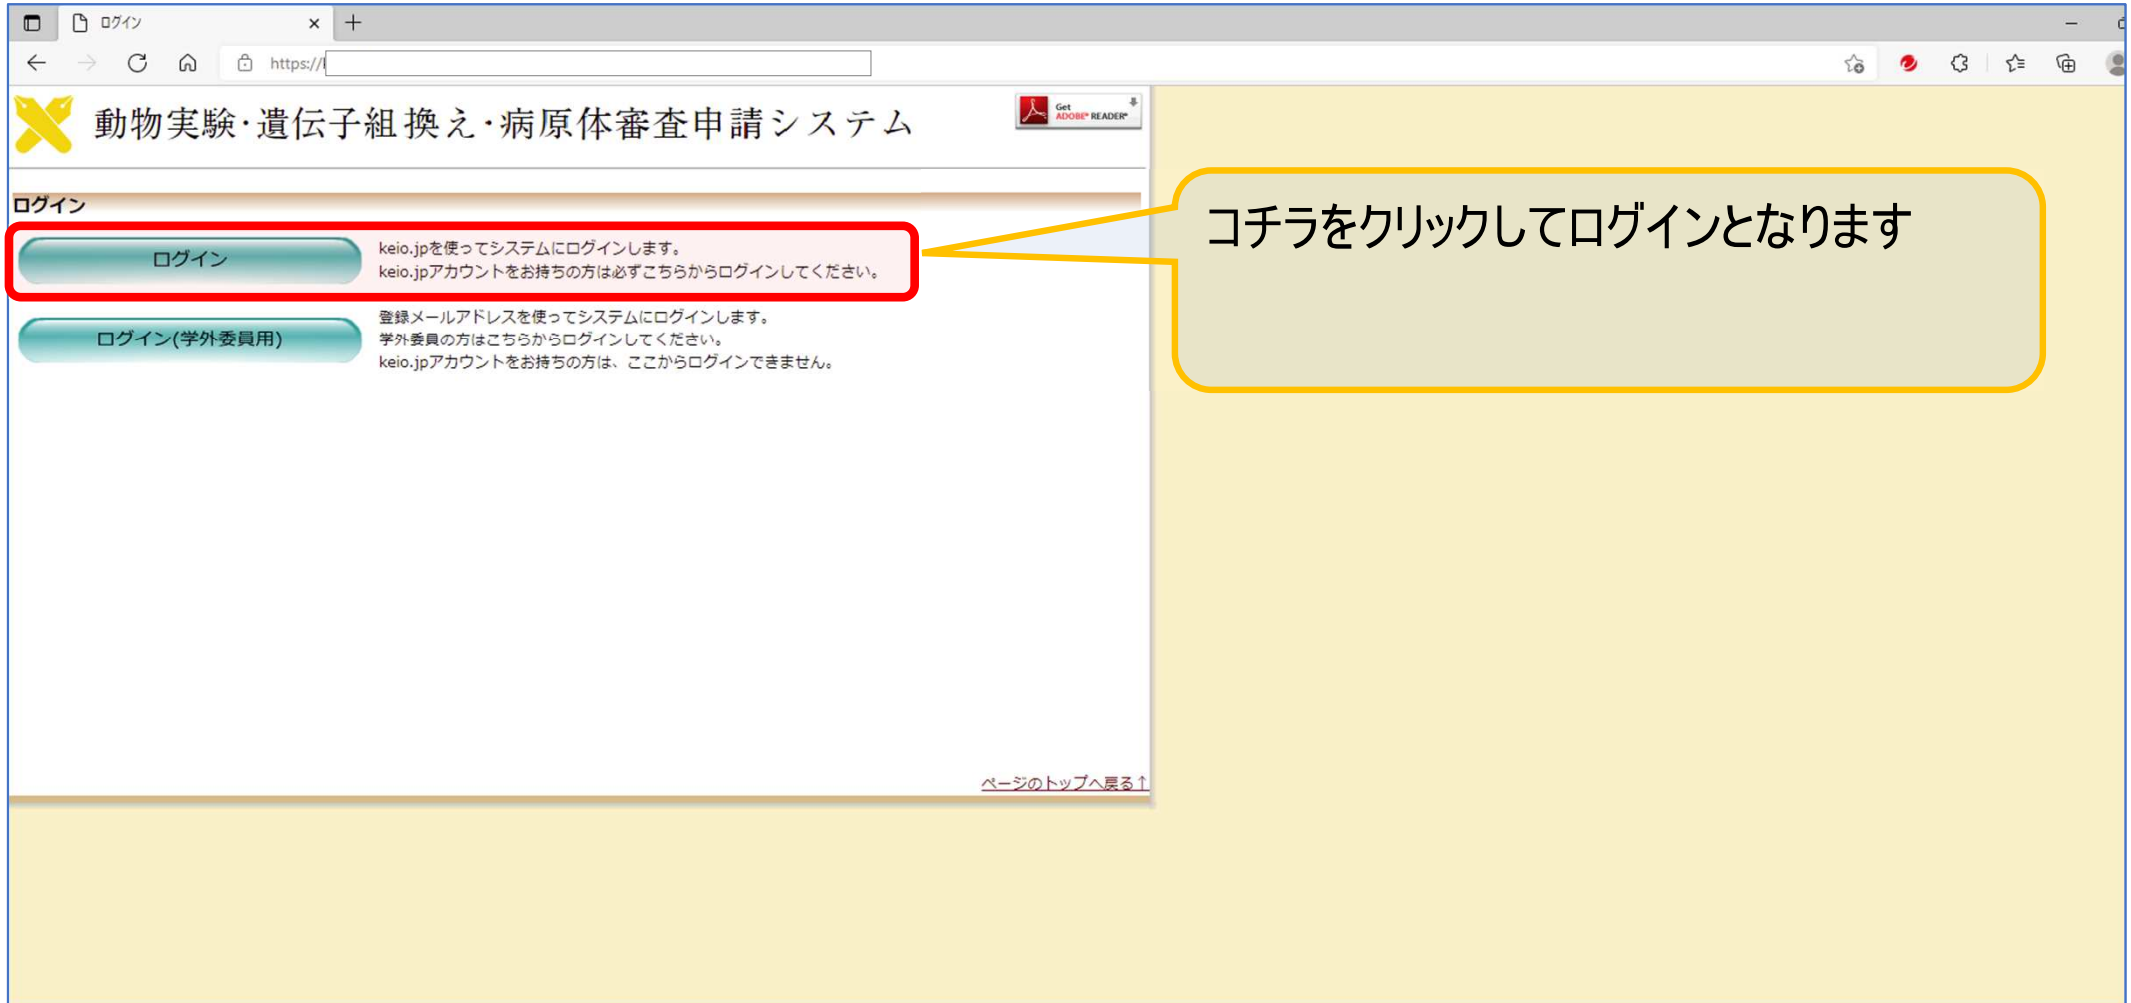 ログイン
https://
動物実験・遺伝子組換え・病原体審査申請システム
Get
ADOBE® READER®
ログイン
ログイン
keio.jpを使ってシステムにログインします。
keio.jpアカウントをお持ちの方は必ずこちらからログインしてください。
コチラをクリックしてログインとなります
ログイン(学外委員用)
登録メールアドレスを使ってシステムにログインします。
学外委員の方はこちらからログインしてください。
keio.jpアカウントをお持ちの方は、ここからログインできません。
ページのトップへ戻る↑